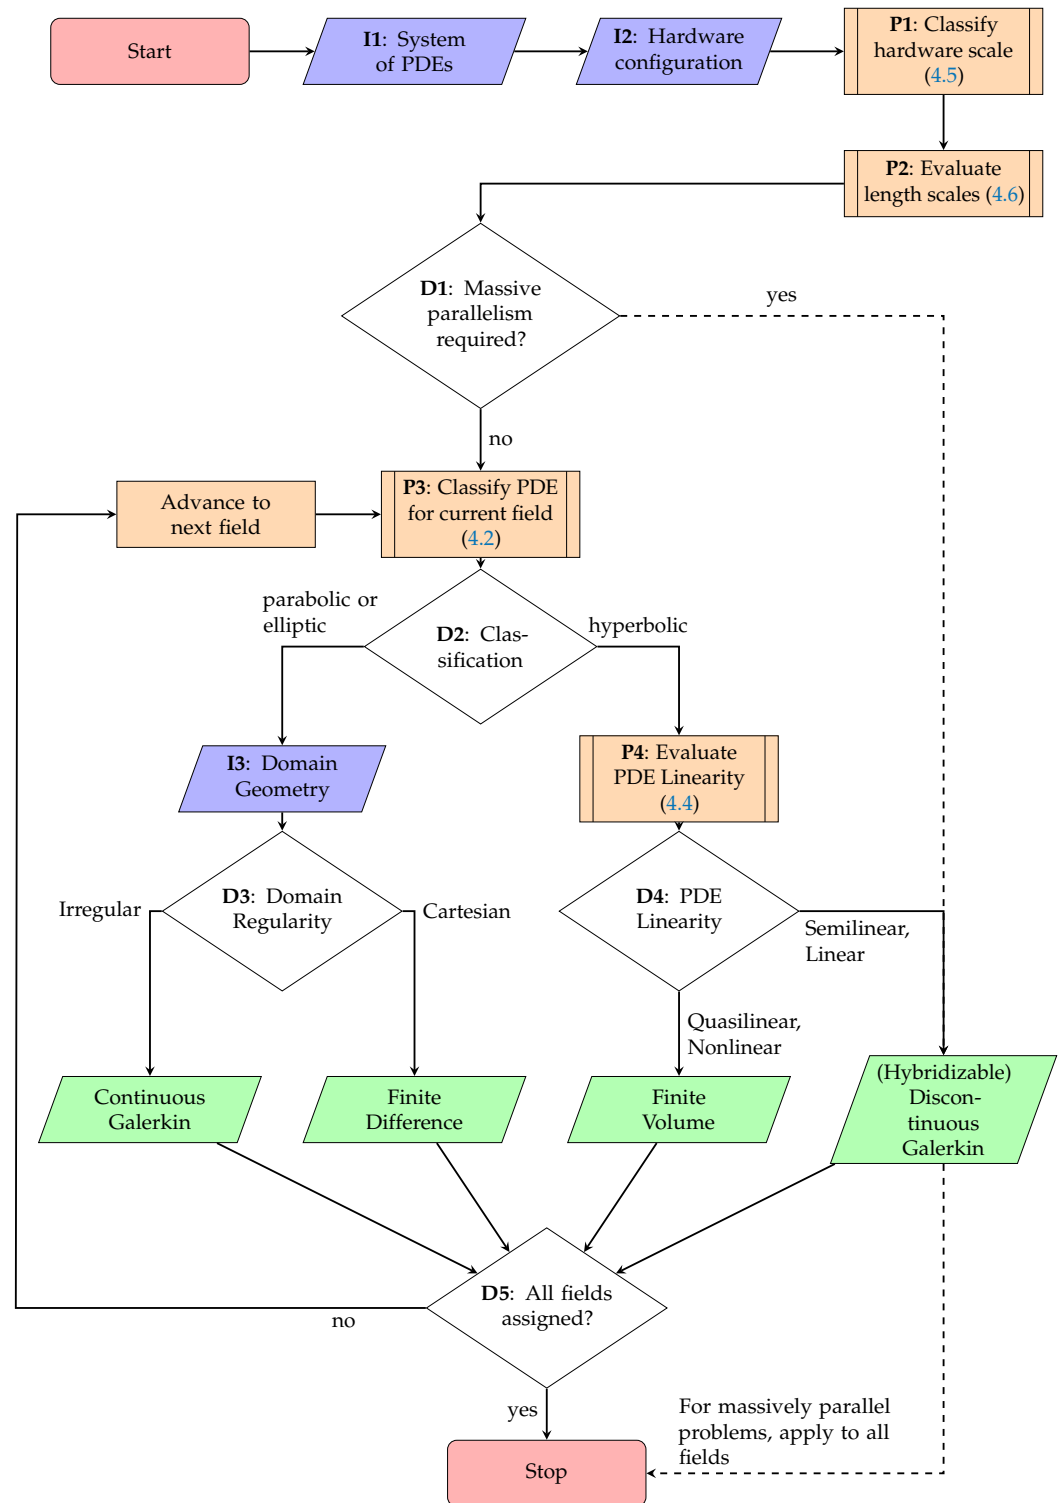 Start
I1: System
of PDEs
I2: Hardware
configuration
P1: Classify
hardware scale
(4.5)
P2: Evaluate
length scales (4.6)
D1: Massive
parallelism
required?
yes
no
Advance to
next field
P3: Classify PDE
for current field
(4.2)
parabolic or
elliptic
D2: Clas-
sification
hyperbolic
I3: Domain
Geometry
P4: Evaluate
PDE Linearity
(4.4)
Irregular
D3: Domain
Regularity
Cartesian
D4: PDE
Linearity
Semilinear,
Linear
Quasilinear,
Nonlinear
Continuous
Galerkin
Finite
Difference
Finite
Volume
(Hybridizable)
Discon-
tinuous
Galerkin
D5: All fields
assigned?
no
yes
For massively parallel
problems, apply to all
fields
Stop